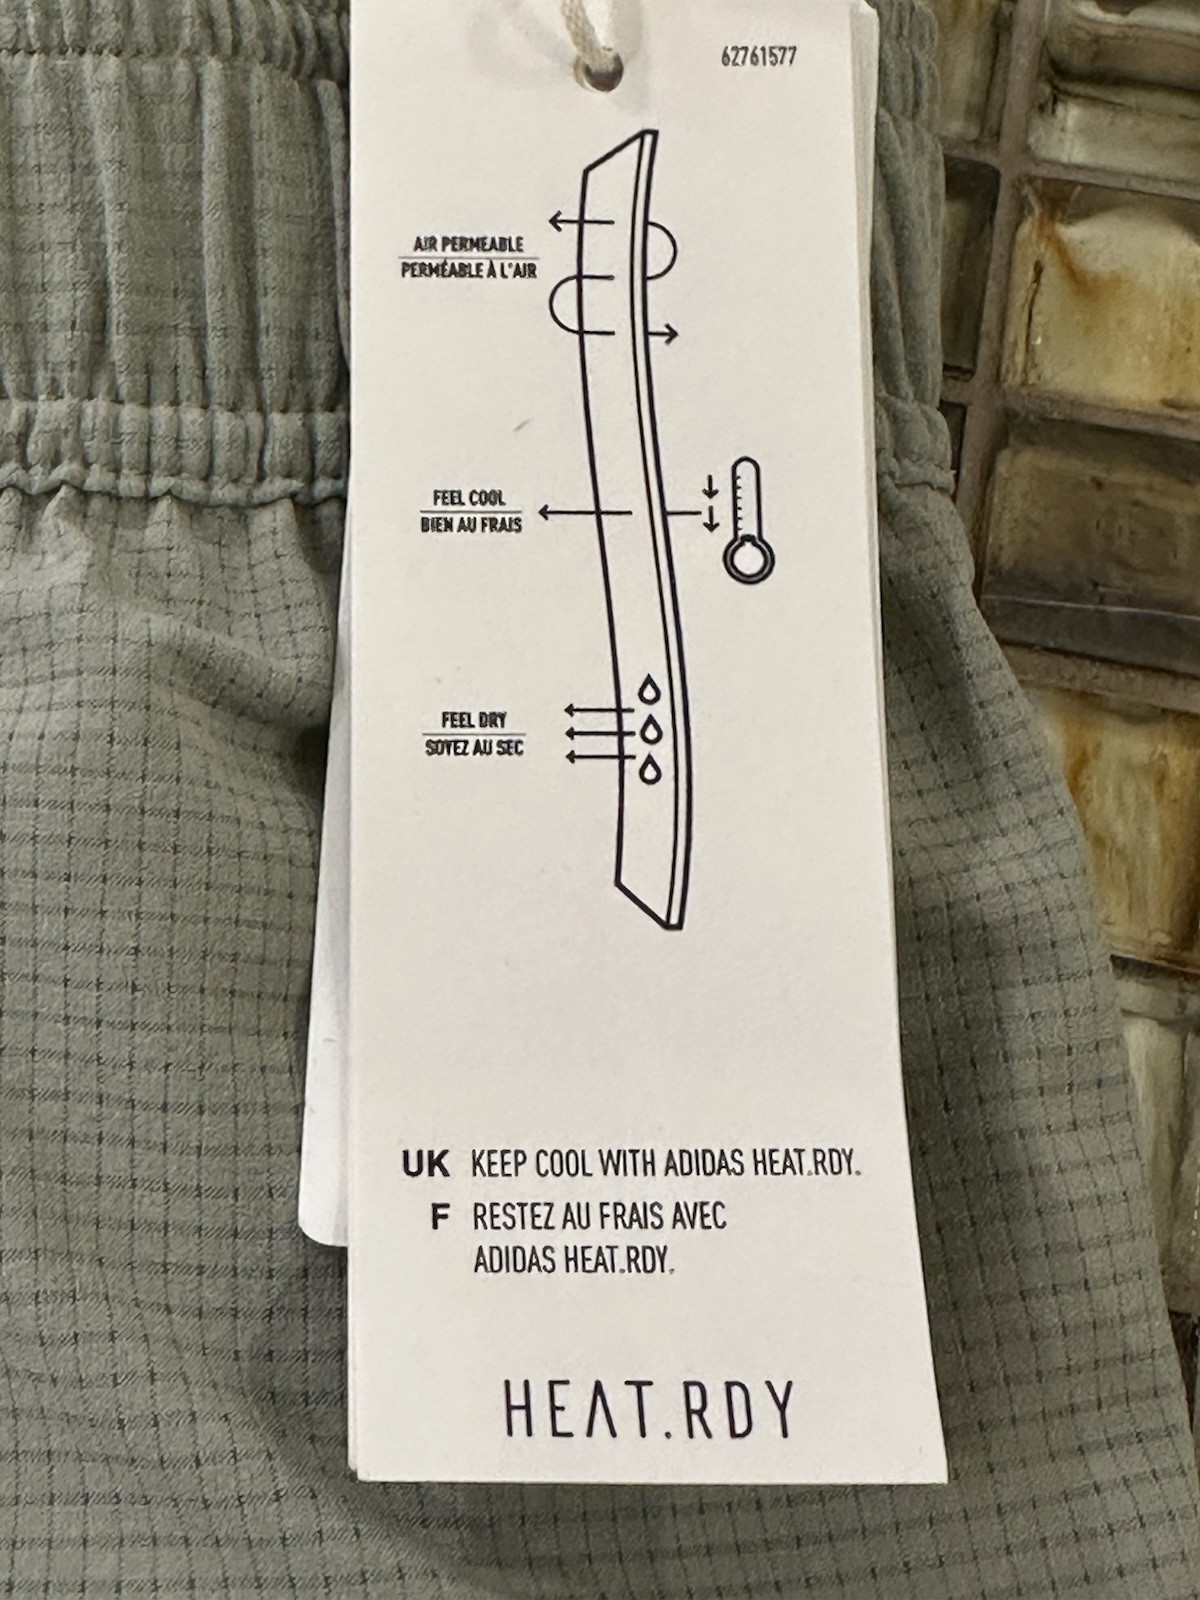 62761577
AIR PERMEABLE
PERMÉABLE À L'AIR
FEEL COOL
BIEN AU FRAIS
FEEL DRY
SOYEZ AU SEC
UK KEEP COOL WITH ADIDAS HEAT.RDY.
F RESTEZ AU FRAIS AVEC
ADIDAS HEAT.RDY.
HEAT.RDY